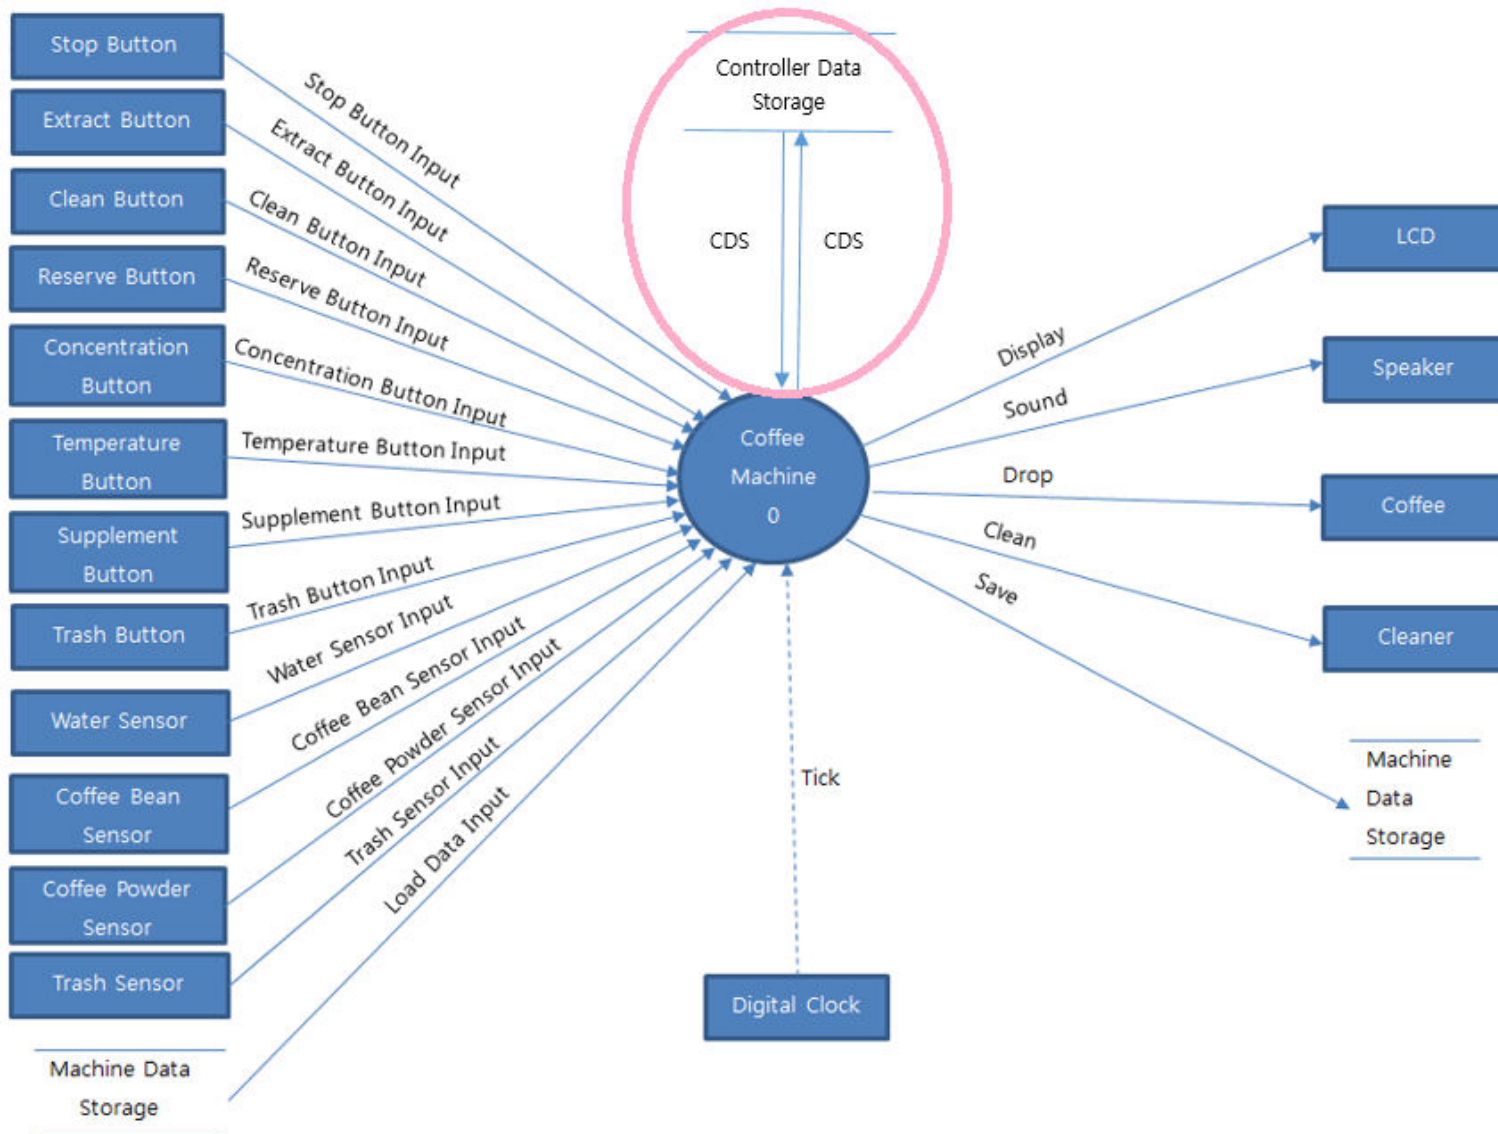 Stop Button
Extract Button
Clean Button
Reserve Button
Concentration
Button
Temperature
Button
Supplement
Button
Trash Button
Water Sensor
Coffee Bean
Sensor
Coffee Powder
Sensor
Trash Sensor
Machine Data
Storage
Stop Button Input
Extract Button Input
Clean Button Input
Reserve Button Input
Concentration Button Input
Temperature Button Input
Supplement Button Input
Trash Button Input
Water Sensor Input
Coffee Bean Sensor Input
Coffee Powder Sensor Input
Trash Sensor Input
Load Data Input
Controller Data
Storage
CDS
CDS
Coffee
Machine
0
Tick
Digital Clock
Display
Sound
Drop
Clean
Save
LCD
Speaker
Coffee
Cleaner
Machine
Data
Storage